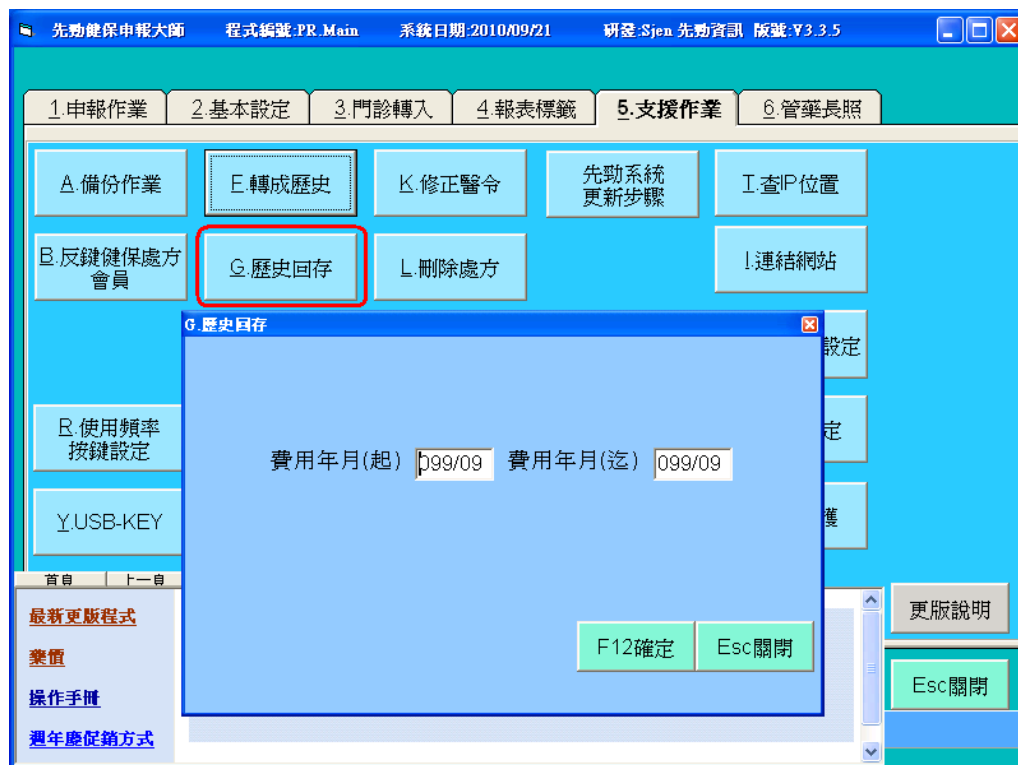 先勁健保申報大師 程式編號:PR.Main 系統日期:2010/09/21 研發:Sjen 先勁資訊 版號:V3.3.5
1.申報作業 2.基本設定 3.門診轉入 4.報表標籤 5.支援作業 6.管藥長照
A.備份作業 F.轉成歷史 K.修正醫令 先勁系統
更新步驟 T.查IP位置
B.反鍵健保處方
會員 G.歷史回存 L.刪除處方 I.連結網站
G.歷史回存
設定
R.使用頻率
按鍵設定 定
費用年月(起) 099/09 費用年月(迄) 099/09
Y.USB-KEY 護
首頁 上一頁
最新更版程式 更版說明
藥價 F12確定 Esc關閉
操作手冊 Esc關閉
週年慶促銷方式